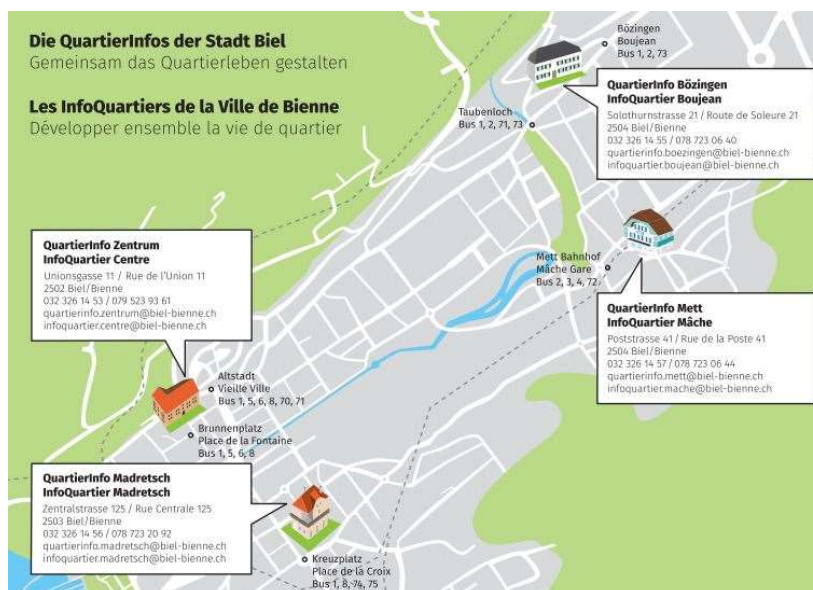 Die QuartierInfos der Stadt Biel
Gemeinsam das Quartierleben gestalten
Les InfoQuartiers de la Ville de Bienne
Développer ensemble la vie de quartier
Bözingen
Boujean
Bus 1, 2, 73
QuartierInfo Bözingen
InfoQuartier Boujean
Solothurnstrasse 21 / Route de Soleure 21
2504 Biel/Bienne
032 326 14 55 / 078 723 06 40
quartierinfo.boezingen@biel-bienne.ch
infoquartier.boujean@biel-bienne.ch
Taubenloch
Bus 1, 2, 71, 73
QuartierInfo Zentrum
InfoQuartier Centre
Unionsgasse 11 / Rue de l'Union 11
2502 Biel/Bienne
032 326 14 53 / 079 523 93 61
quartierinfo.zentrum@biel-bienne.ch
infoquartier.centre@biel-bienne.ch
Mett Bahnhof
Mâche Gare
Bus 2, 3, 4, 72
QuartierInfo Mett
InfoQuartier Mâche
Poststrasse 41 / Rue de la Poste 41
2504 Biel/Bienne
032 326 14 57 / 078 723 06 44
quartierinfo.mett@biel-bienne.ch
infoquartier.mache@biel-bienne.ch
Altstadt
Vieille Ville
Bus 1, 5, 6, 8, 70, 71
Brunnenplatz
Place de la Fontaine
Bus 1, 5, 6, 8
QuartierInfo Madretsch
InfoQuartier Madretsch
Zentralstrasse 125 / Rue Centrale 125
2503 Biel/Bienne
032 326 14 56 / 078 723 20 92
quartierinfo.madretsch@biel-bienne.ch
infoquartier.madretsch@biel-bienne.ch
Kreuzplatz
Place de la Croix
Bus 1, 8, 74, 75